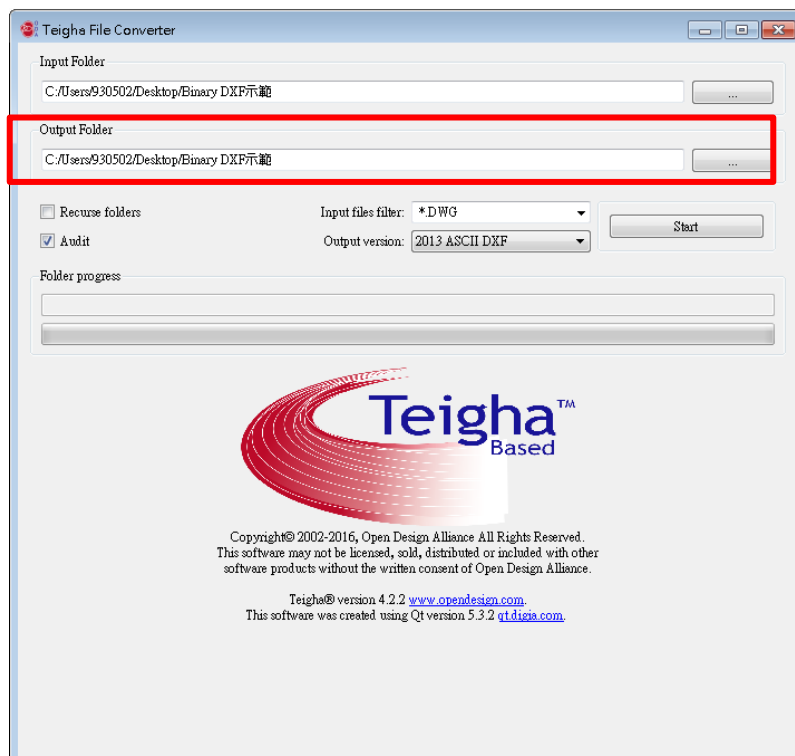 Teigha File Converter
Input Folder
C:/Users/930502/Desktop/Binary DXF示範
...
Output Folder
C:/Users/930502/Desktop/Binary DXF示範
...
Recurse folders
Input files filter:
*.DWG
Start
Audit
Output version:
2013 ASCII DXF
Folder progress
Teigha™
Based
Copyright© 2002-2016, Open Design Alliance All Rights Reserved.
This software may not be licensed, sold, distributed or included with other
software products without the written consent of Open Design Alliance.
Teigha® version 4.2.2 www.opendesign.com.
This software was created using Qt version 5.3.2 qt.digia.com.